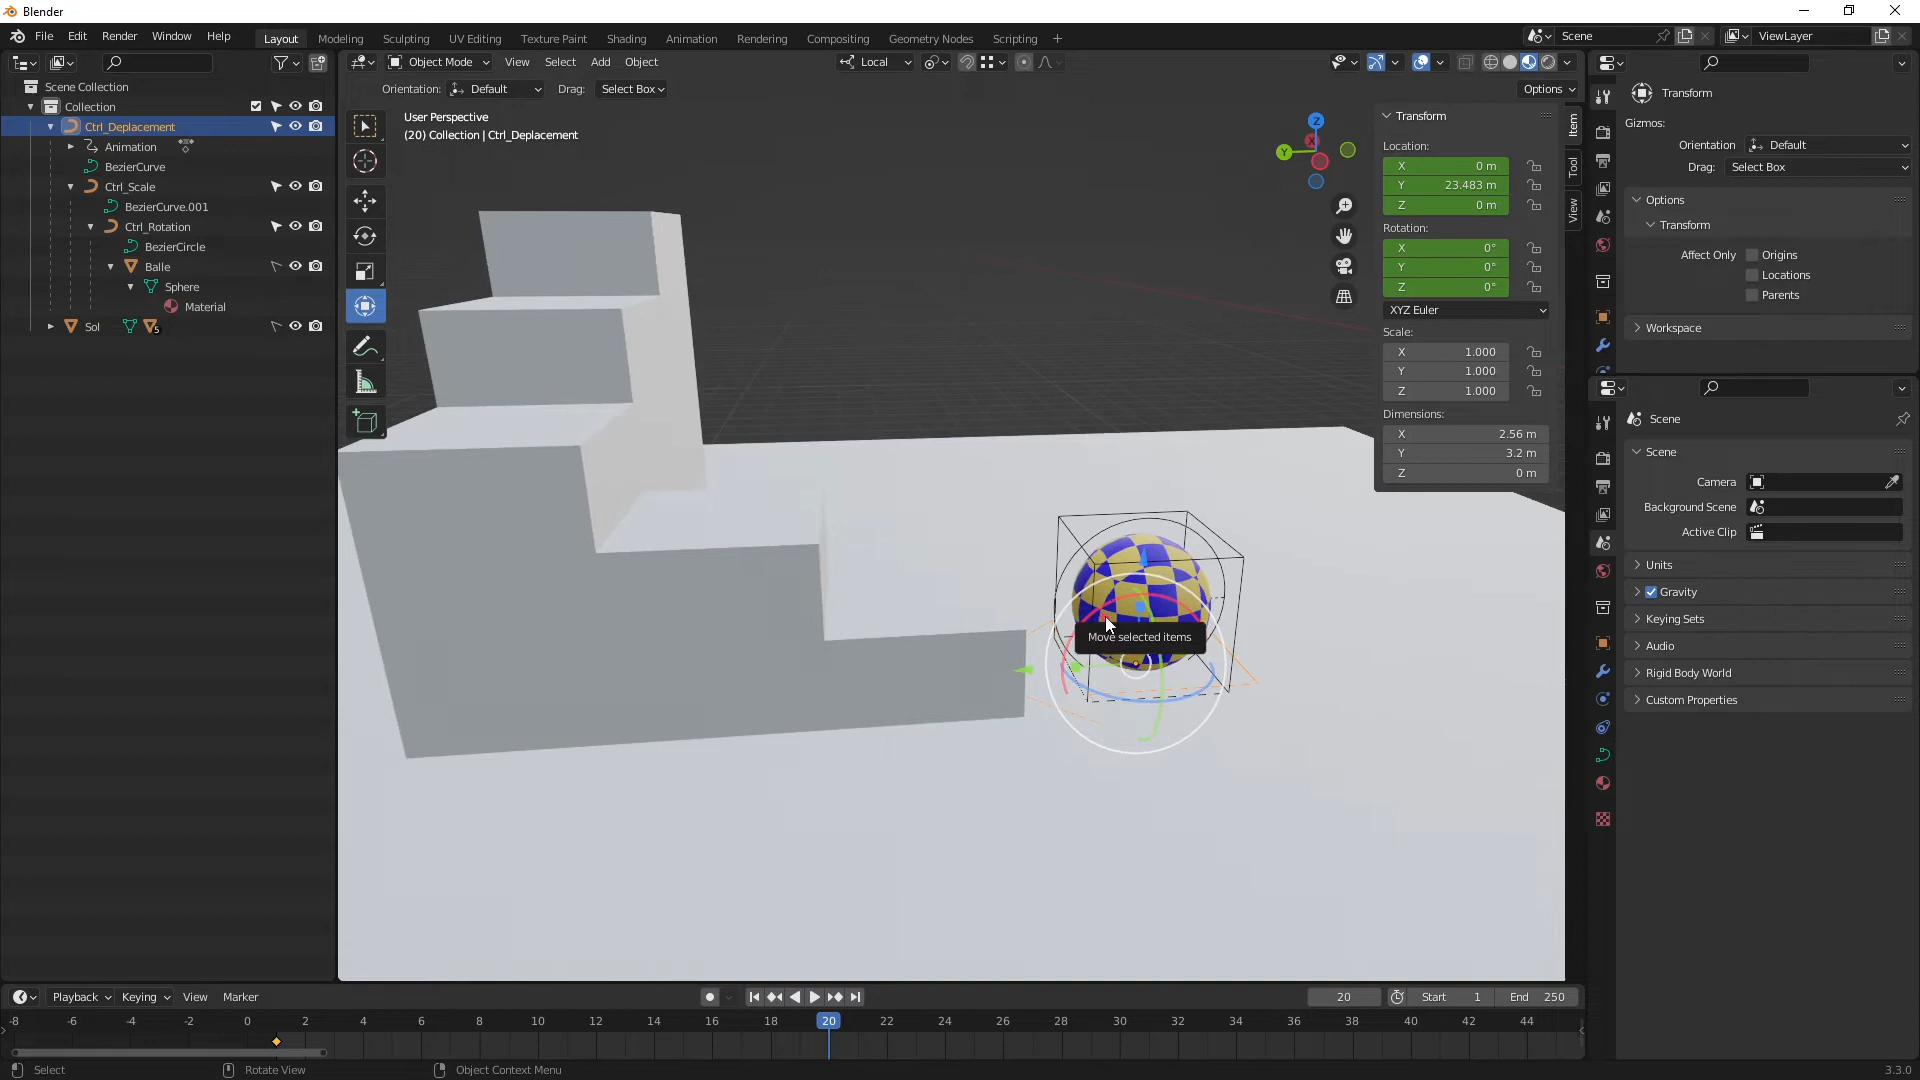 Blender
File Edit Render Window Help
Layout Modeling Sculpting UV Editing Texture Paint Shading Animation Rendering Compositing Geometry Nodes Scripting +
Scene
ViewLayer
Object Mode View Select Add Object
Local
Orientation: Default Drag: Select Box
Options
Scene Collection
Collection
Ctrl_Deplacement
Animation
BezierCurve
Ctrl_Scale
BezierCurve.001
Ctrl_Rotation
BezierCircle
Balle
Sphere
Material
Sol 5
User Perspective
(20) Collection | Ctrl_Deplacement
Z
X
Y
Move selected items
Transform
Location:
X 0 m
Y 23.483 m
Z 0 m
Rotation:
X 0°
Y 0°
Z 0°
XYZ Euler
Scale:
X 1.000
Y 1.000
Z 1.000
Dimensions:
X 2.56 m
Y 3.2 m
Z 0 m
Item
Tool
View
Transform
Gizmos:
Orientation Default
Drag: Select Box
Options
Transform
Affect Only Origins
Locations
Parents
Workspace
Scene
Scene
Camera
Background Scene
Active Clip
Units
Gravity
Keying Sets
Audio
Rigid Body World
Custom Properties
Playback Keying View Marker
20 Start 1 End 250
-8 -6 -4 -2 0 2 4 6 8 10 12 14 16 18 20 22 24 26 28 30 32 34 36 38 40 42 44
Select Rotate View Object Context Menu
3.3.0